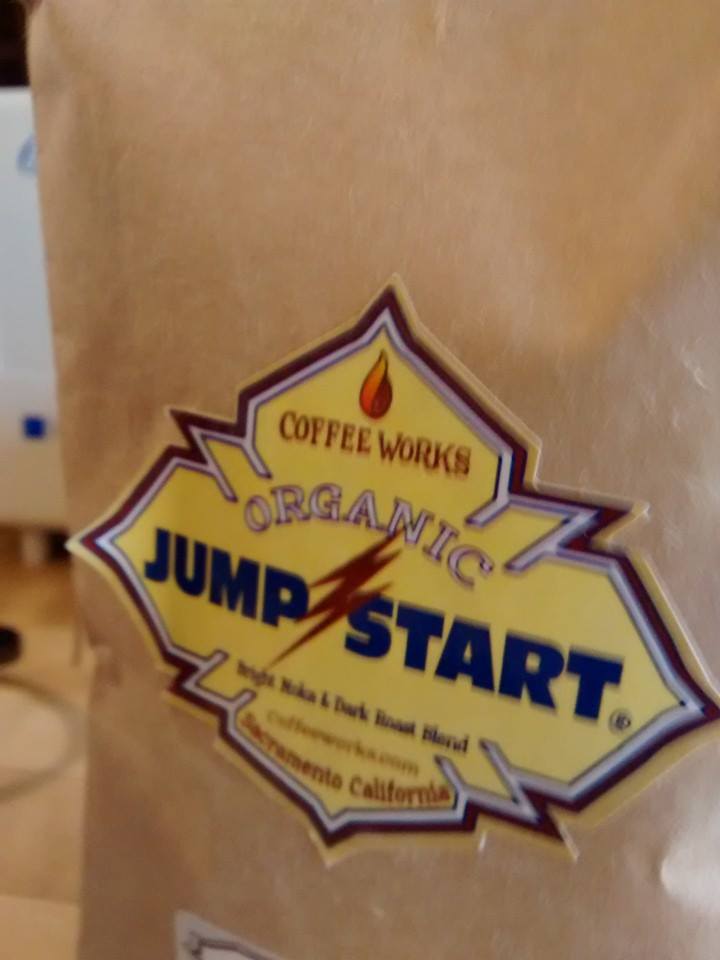 COFFEE WORKS
ORGANIC
JUMP START®
Bright Moka & Dark Roast Blend
coffeeworks.com
Sacramento California